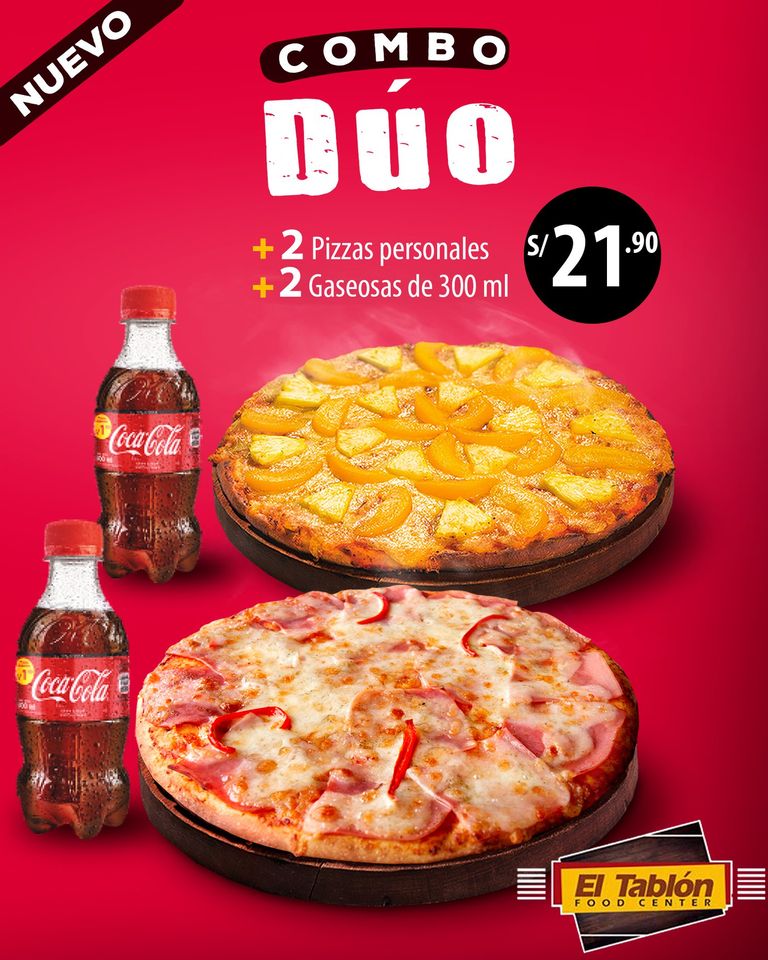 NUEVO
COMBO
Dúo
+2 Pizzas personales
+2 Gaseosas de 300 ml
S/21.90
Coca-Cola
Coca-Cola
El Tablón
FOOD CENTER